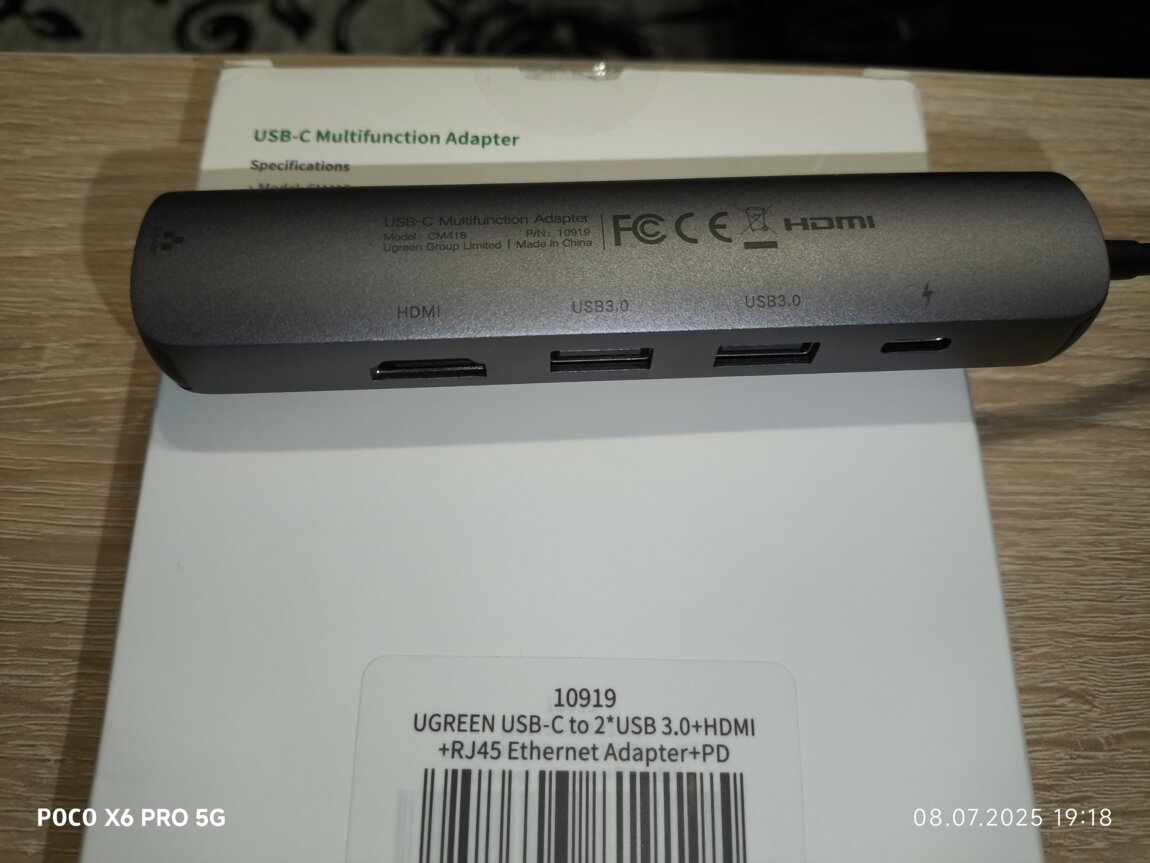 USB-C Multifunction Adapter
Specifications
USB-C Multifunction Adapter
Model: CM418 P/N: 10919
Ugreen Group Limited | Made in China
FC CE HDMI
HDMI
USB3.0
USB3.0
10919
UGREEN USB-C to 2*USB 3.0+HDMI
+RJ45 Ethernet Adapter+PD
POCO X6 PRO 5G
08.07.2025 19:18